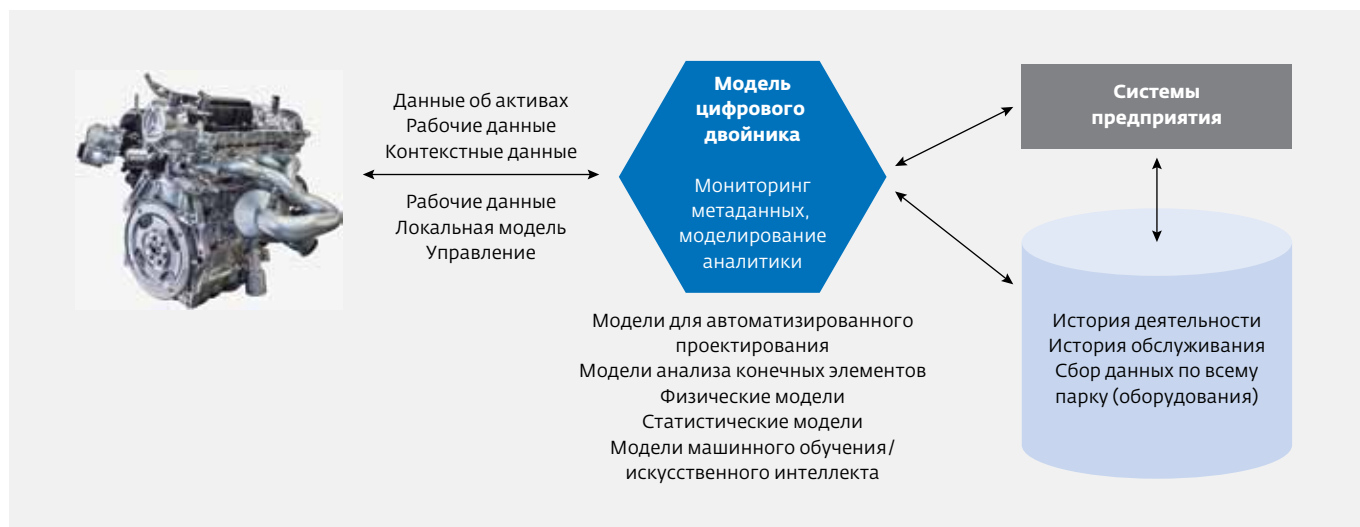 Данные об активах
Рабочие данные
Контекстные данные
Рабочие данные
Локальная модель
Управление
Модель
цифрового
двойника
Мониторинг
метаданных,
моделирование
аналитики
Модели для автоматизированного
проектирования
Модели анализа конечных элементов
Физические модели
Статистические модели
Модели машинного обучения/
искусственного интеллекта
Системы
предприятия
История деятельности
История обслуживания
Сбор данных по всему
парку (оборудования)